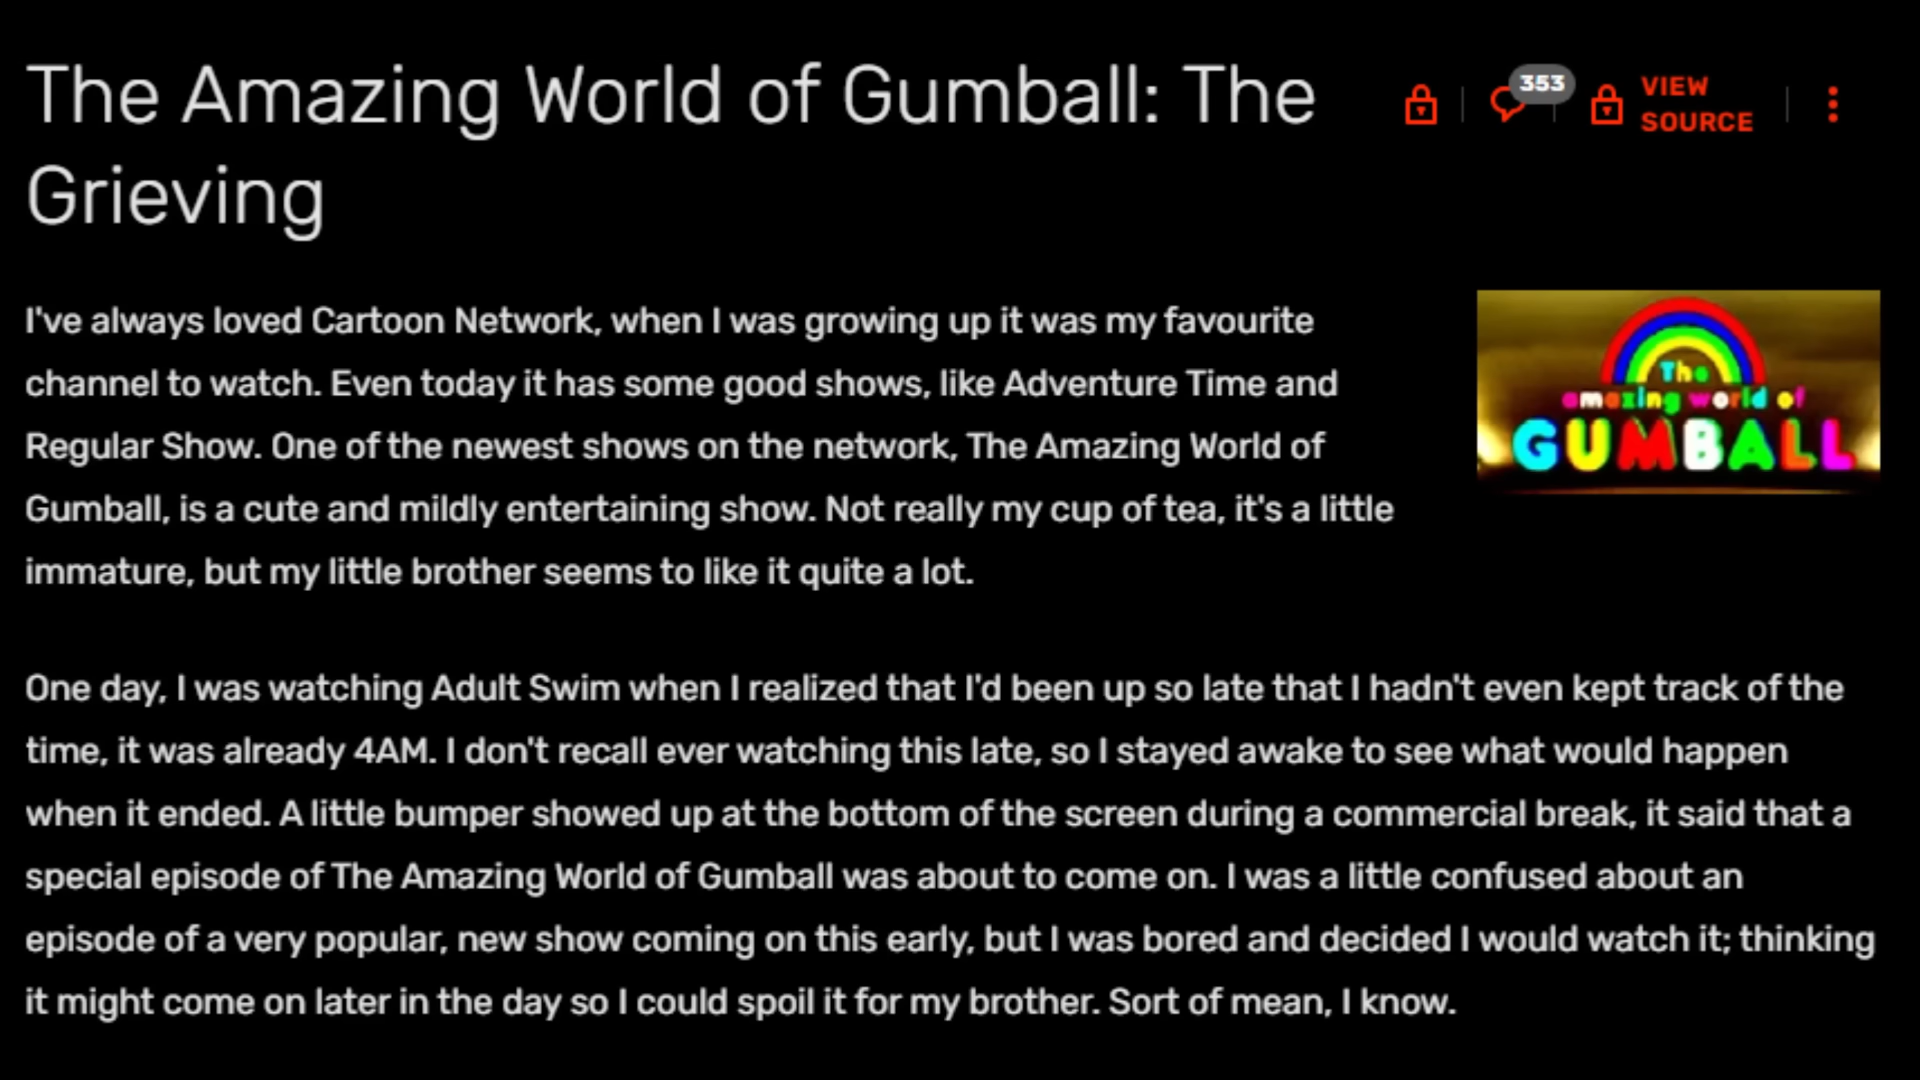 The Amazing World of Gumball: The
Grieving
353
VIEW
SOURCE
I've always loved Cartoon Network, when I was growing up it was my favourite
channel to watch. Even today it has some good shows, like Adventure Time and
Regular Show. One of the newest shows on the network, The Amazing World of
Gumball, is a cute and mildly entertaining show. Not really my cup of tea, it's a little
immature, but my little brother seems to like it quite a lot.
The
amazing world of
GUMBALL
One day, I was watching Adult Swim when I realized that I'd been up so late that I hadn't even kept track of the
time, it was already 4AM. I don't recall ever watching this late, so I stayed awake to see what would happen
when it ended. A little bumper showed up at the bottom of the screen during a commercial break, it said that a
special episode of The Amazing World of Gumball was about to come on. I was a little confused about an
episode of a very popular, new show coming on this early, but I was bored and decided I would watch it; thinking
it might come on later in the day so I could spoil it for my brother. Sort of mean, I know.